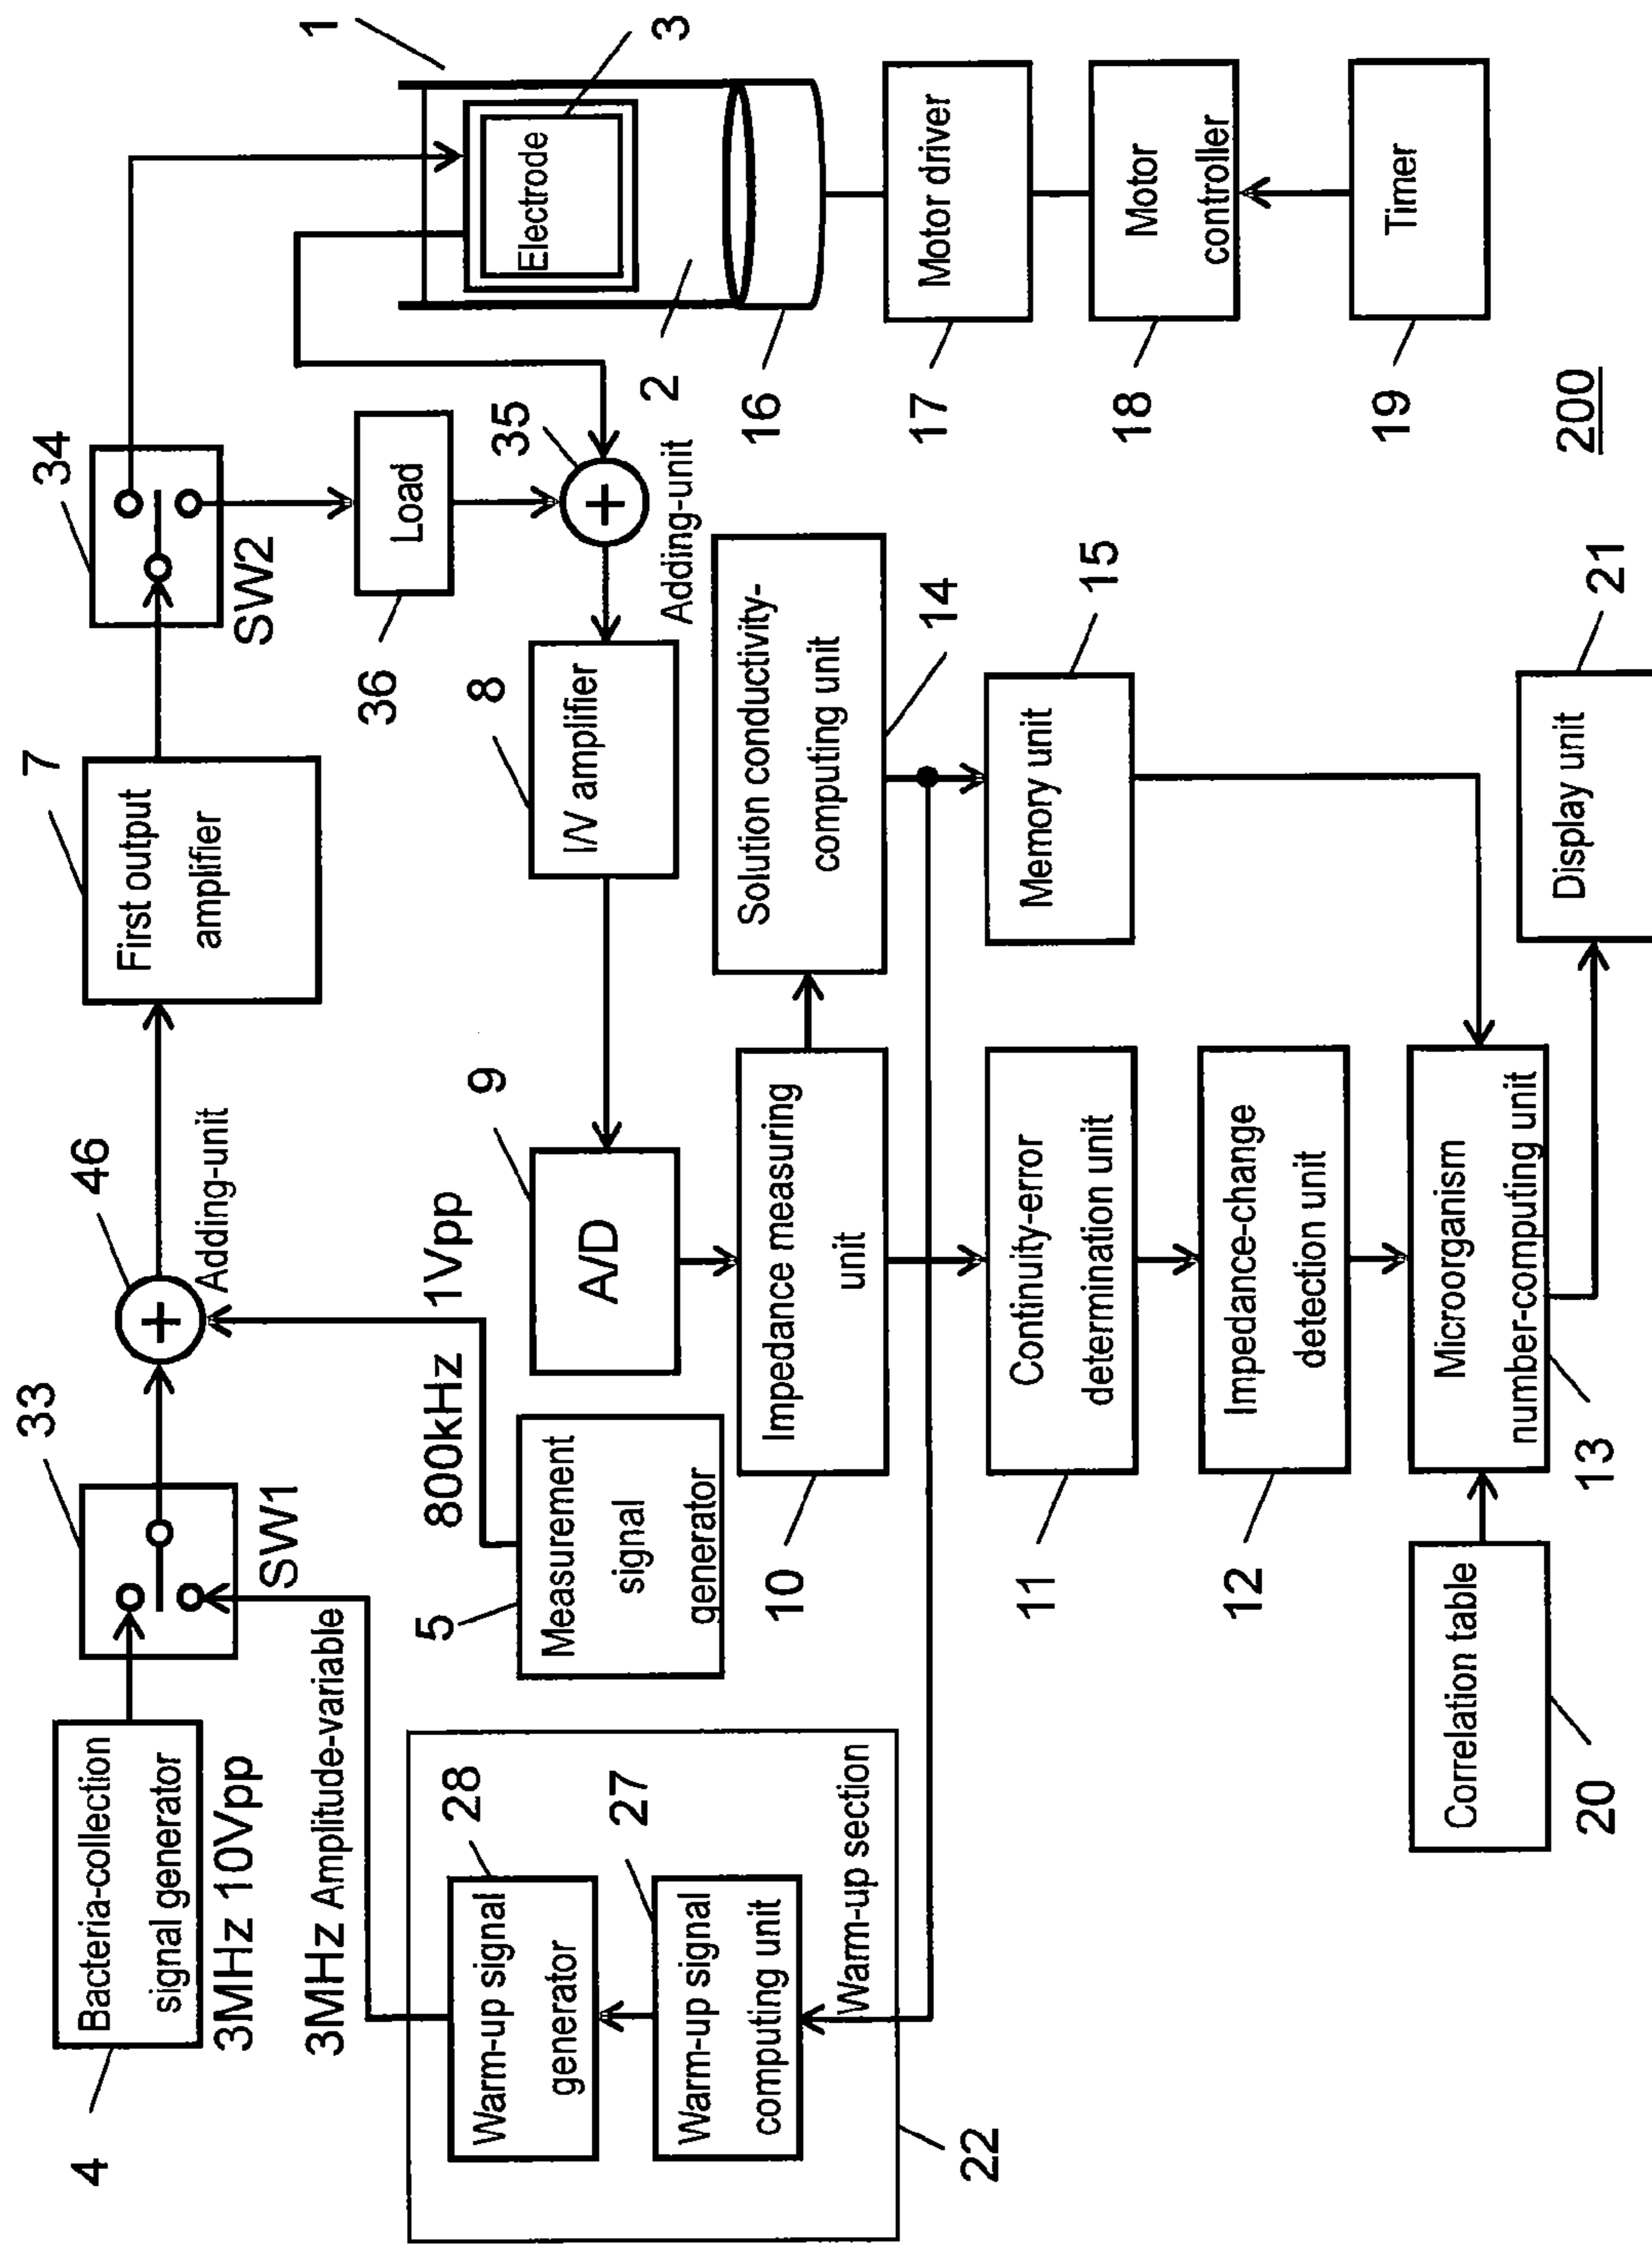 4
Bacteria-collection
signal generator
3MHz 10Vpp
3MHz Amplitude-variable
33
SW1
46
Adding-unit
7
First output
amplifier
34
SW2
36
Load
35
Adding-unit
1
Electrode
3
2
16
Motor driver
17
Motor
controller
18
Timer
19
200
8
I/V amplifier
9
A/D
800kHz 1Vpp
5
Measurement
signal
generator
28
Warm-up signal
generator
27
Warm-up signal
computing unit
Warm-up section
22
Impedance measuring
unit
10
Solution conductivity-
computing unit
14
Memory unit
15
Continuity-error
determination unit
11
Impedance-change
detection unit
12
Microorganism
number-computing unit
13
Correlation table
20
Display unit
21